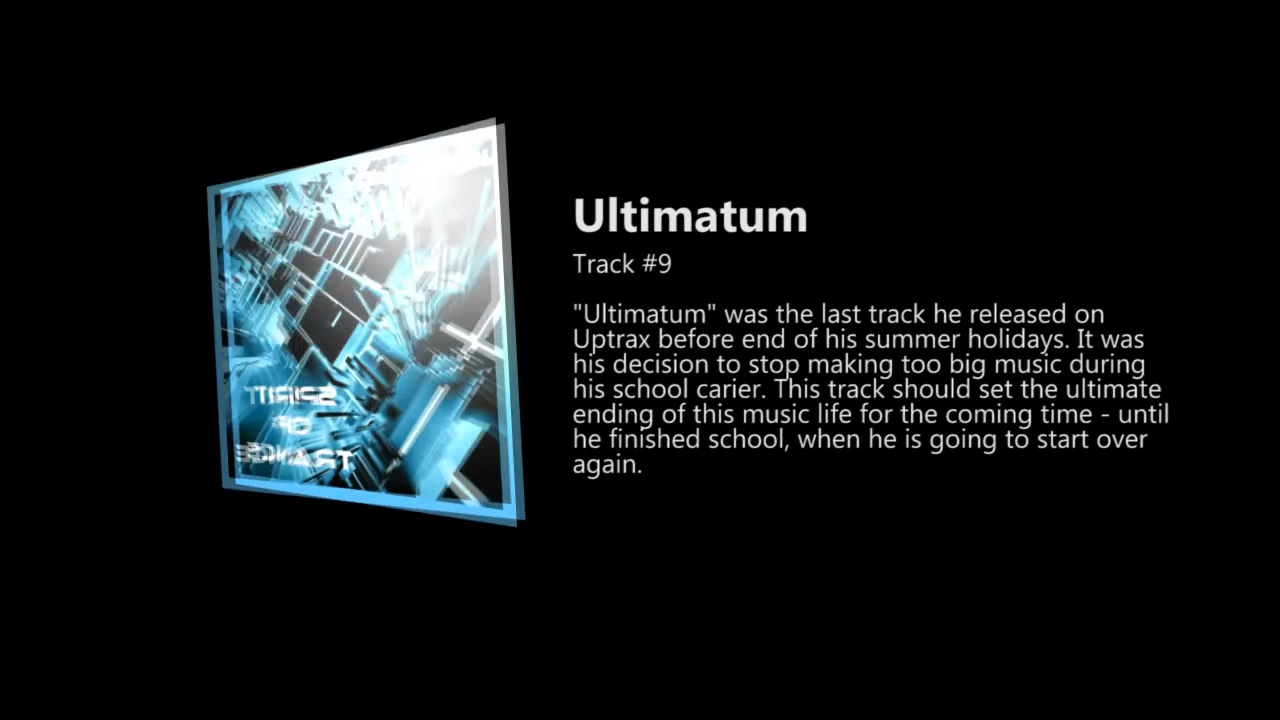 Ultimatum
Track #9
"Ultimatum" was the last track he released on
Uptrax before end of his summer holidays. It was
his decision to stop making too big music during
his school carier. This track should set the ultimate
ending of this music life for the coming time - until
he finished school, when he is going to start over
again.
SPIRIT
OF
TRANCE